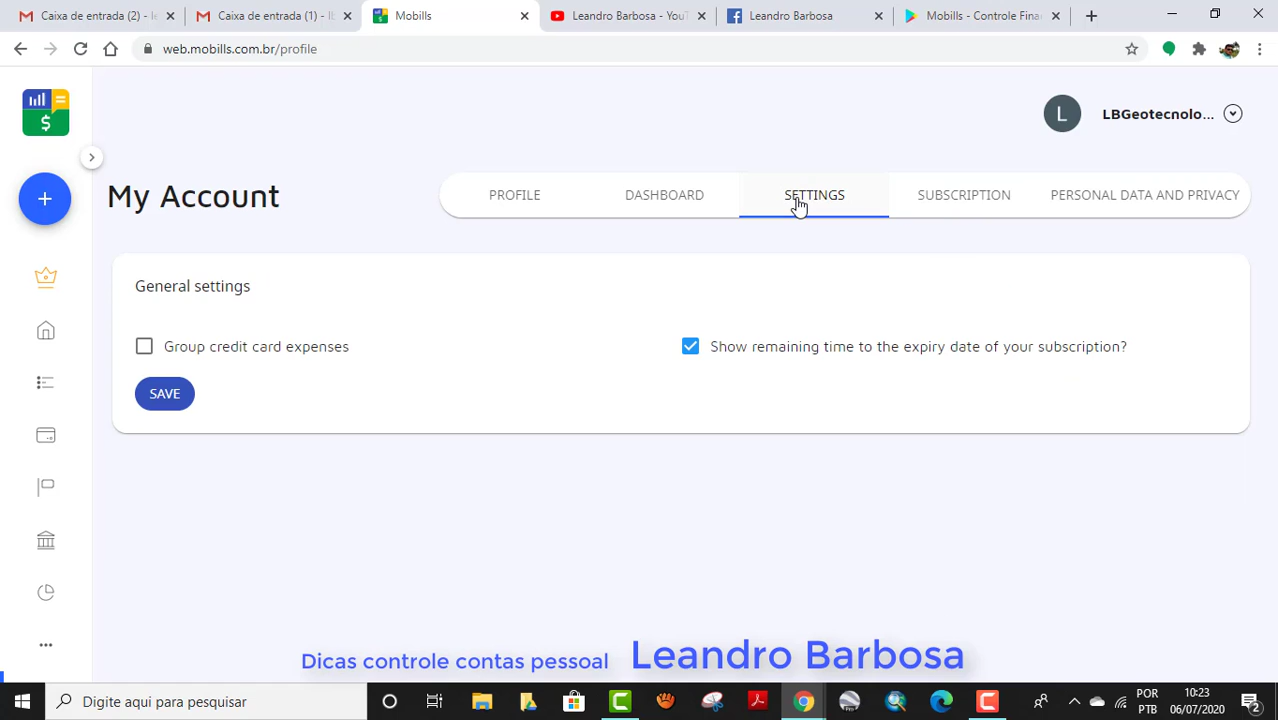 Caixa de entrada (2) - le
Caixa de entrada (1) - lb
Mobills
Leandro Barbosa - YouT
Leandro Barbosa
Mobills - Controle Finan
web.mobills.com.br/profile
L
LBGeotecnolo...
My Account
PROFILE
DASHBOARD
SETTINGS
SUBSCRIPTION
PERSONAL DATA AND PRIVACY
General settings
Group credit card expenses
Show remaining time to the expiry date of your subscription?
SAVE
Dicas controle contas pessoal Leandro Barbosa
Digite aqui para pesquisar
POR
PTB
10:23
06/07/2020
2